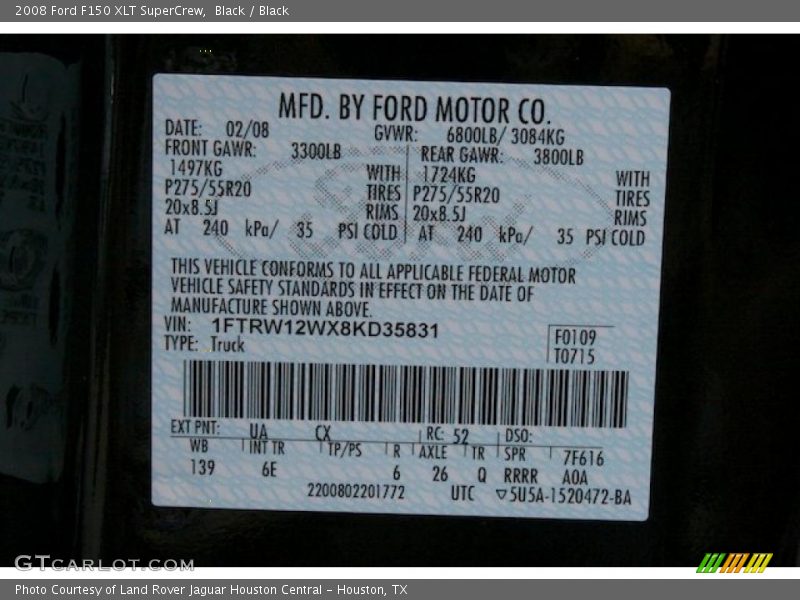 2008 Ford F150 XLT SuperCrew,  Black / Black
MFD. BY FORD MOTOR CO.
DATE: 02/08 GVWR: 6800LB/ 3084KG
FRONT GAWR: 3300LB REAR GAWR: 3800LB
1497KG WITH 1724KG WITH
P275/55R20 TIRES P275/55R20 TIRES
20x8.5J RIMS 20x8.5J RIMS
AT 240 kPa/ 35 PSI COLD AT 240 kPa/ 35 PSI COLD
THIS VEHICLE CONFORMS TO ALL APPLICABLE FEDERAL MOTOR
VEHICLE SAFETY STANDARDS IN EFFECT ON THE DATE OF
MANUFACTURE SHOWN ABOVE.
VIN: 1FTRW12WX8KD35831 F0109
TYPE: Truck T0715
EXT PNT: UA CX RC: 52 DSO:
WB INT TR TP/PS R AXLE TR SPR 7F616
139 6E 6 26 Q RRRR A0A
2200802201772 UTC ▽5U5A-1520472-BA
GTCARLOT.COM
Photo Courtesy of Land Rover Jaguar Houston Central – Houston, TX